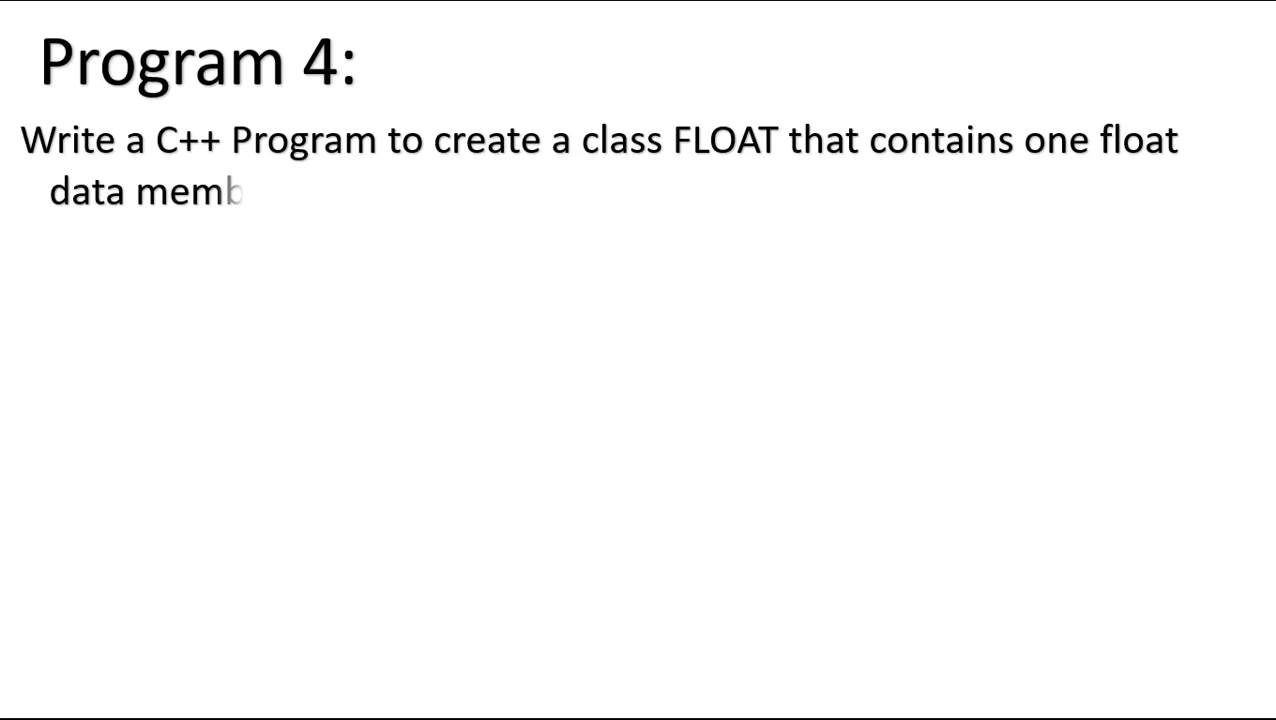 Program 4:
Write a C++ Program to create a class FLOAT that contains one float
data memb